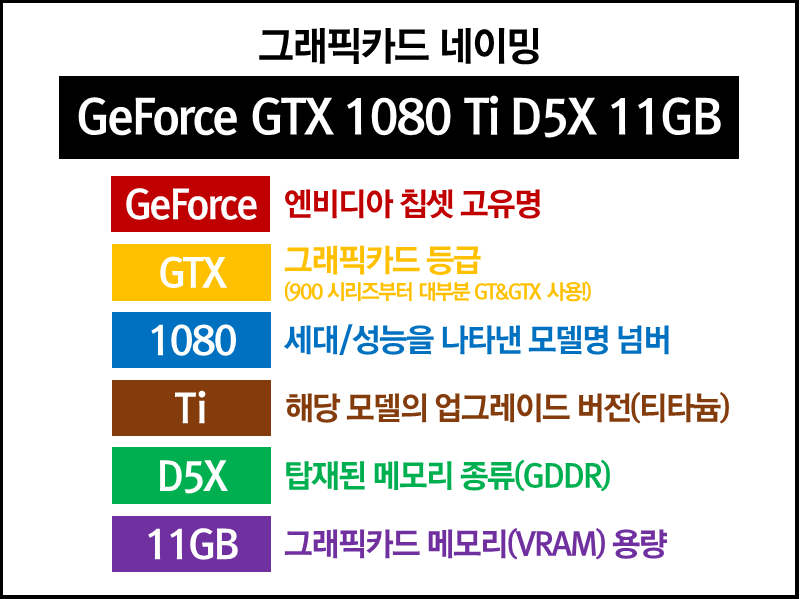 그래픽카드 네이밍
GeForce GTX 1080 Ti D5X 11GB
GeForce 엔비디아 칩셋 고유명
GTX 그래픽카드 등급
(900 시리즈부터 대부분 GT&GTX 사용!)
1080 세대/성능을 나타낸 모델명 넘버
Ti 해당 모델의 업그레이드 버전(티타늄)
D5X 탑재된 메모리 종류(GDDR)
11GB 그래픽카드 메모리(VRAM) 용량